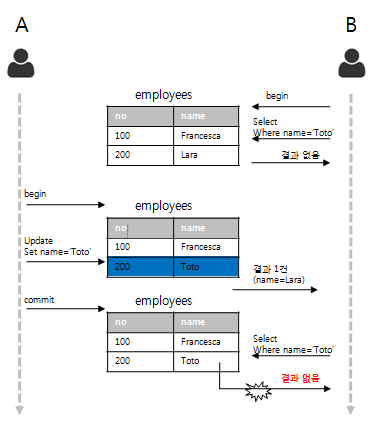 A
B
employees
begin
no name
100 Francesca
200 Lara
Select
Where name='Toto'
결과 없음
begin
employees
no name
100 Francesca
200 Toto
Update
Set name='Toto'
결과 1건
(name=Lara)
commit
employees
no name
100 Francesca
200 Toto
Select
Where name='Toto'
결과 없음